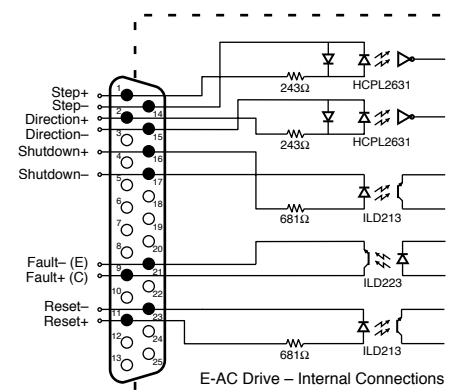 Step+
Step–
Direction+
Direction–
Shutdown+
Shutdown–
Fault– (E)
Fault+ (C)
Reset–
Reset+
1
2
3
4
5
6
7
8
9
10
11
12
13
14
15
16
17
18
19
20
21
22
23
24
25
243Ω
HCPL2631
243Ω
HCPL2631
681Ω
ILD213
ILD223
681Ω
ILD213
E-AC Drive – Internal Connections